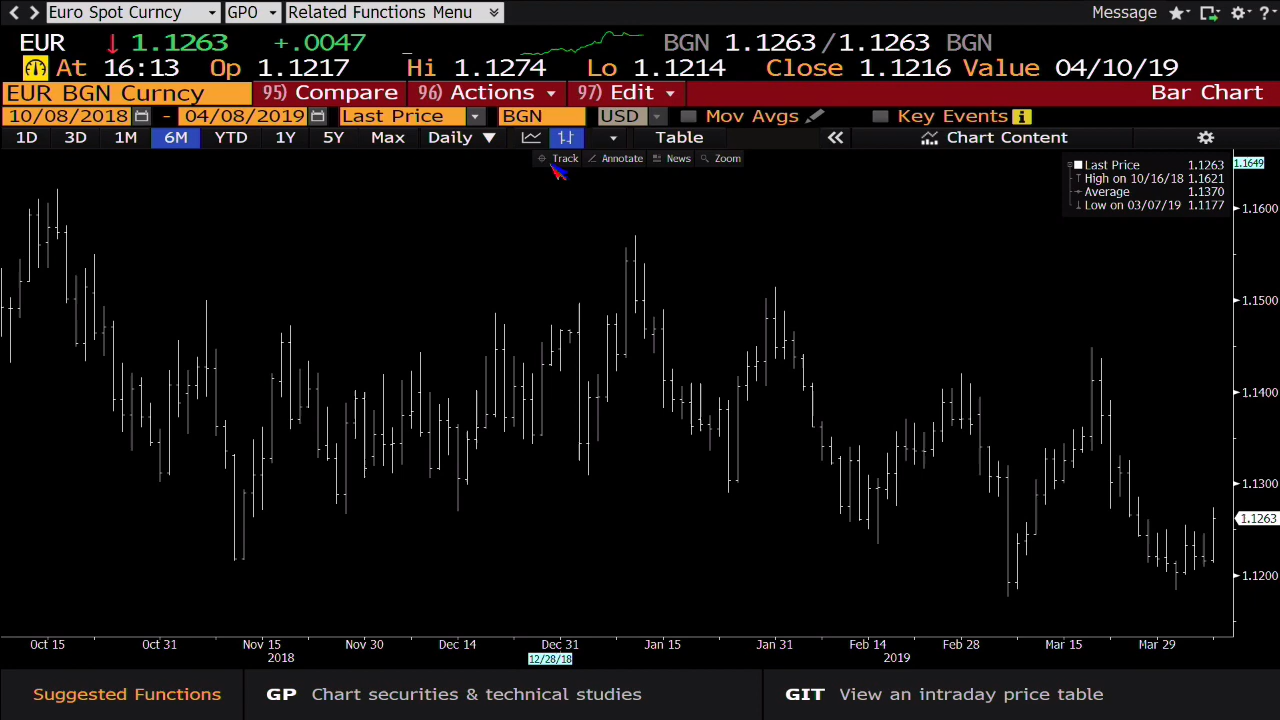 Euro Spot Curncy GPO Related Functions Menu Message ?
EUR 1.1263 +.0047 BGN 1.1263/1.1263 BGN
At 16:13 Op 1.1217 Hi 1.1274 Lo 1.1214 Close 1.1216 Value 04/10/19
EUR BGN Curncy 95) Compare 96) Actions 97) Edit Bar Chart
10/08/2018 - 04/08/2019 Last Price BGN USD Mov Avgs Key Events
1D 3D 1M 6M YTD 1Y 5Y Max Daily Table Chart Content
Track Annotate News Zoom
Last Price 1.1263
High on 10/16/18 1.1621
Average 1.1370
Low on 03/07/19 1.1177
1.1649
1.1600
1.1500
1.1400
1.1300
1.1263
1.1200
Oct 15 Oct 31 Nov 15 Nov 30 Dec 14 Dec 31 Jan 15 Jan 31 Feb 14 Feb 28 Mar 15 Mar 29
2018 12/28/18 2019
Suggested Functions GP Chart securities & technical studies GIT View an intraday price table